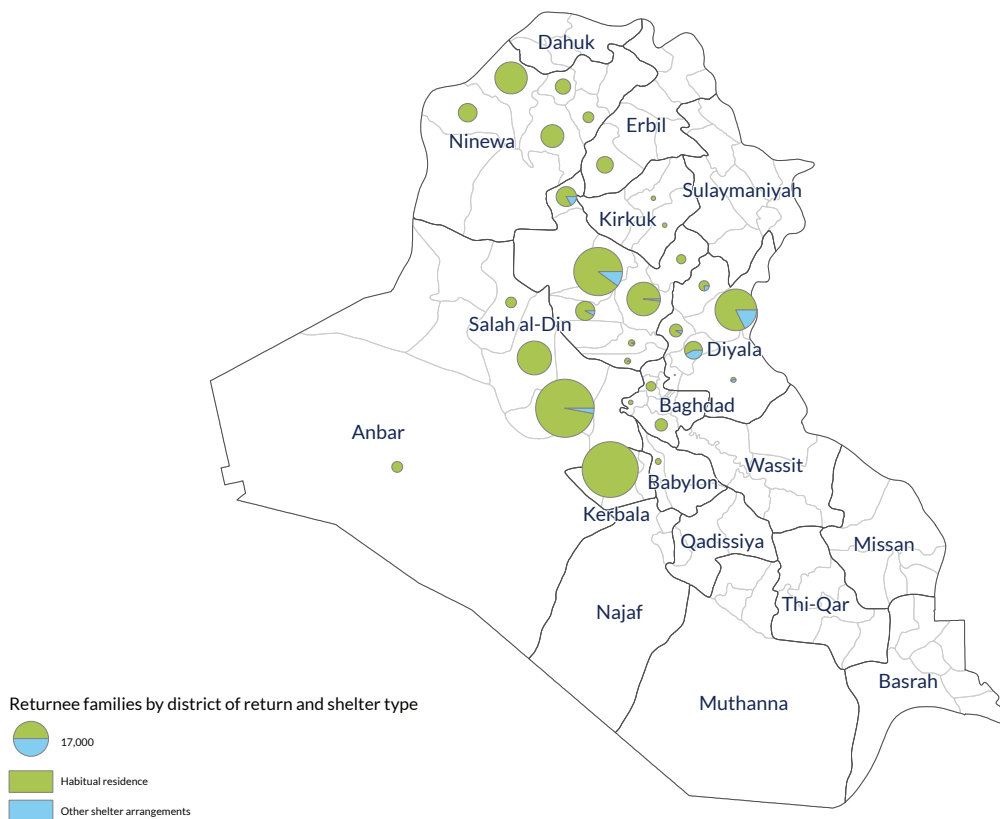 Dahuk
Erbil
Ninewa
Sulaymaniyah
Kirkuk
Salah al-Din
Diyala
Baghdad
Anbar
Wassit
Babylon
Kerbala
Qadissiya
Missan
Najaf
Thi-Qar
Basrah
Muthanna
Returnee families by district of return and shelter type
17,000
Habitual residence
Other shelter arrangements